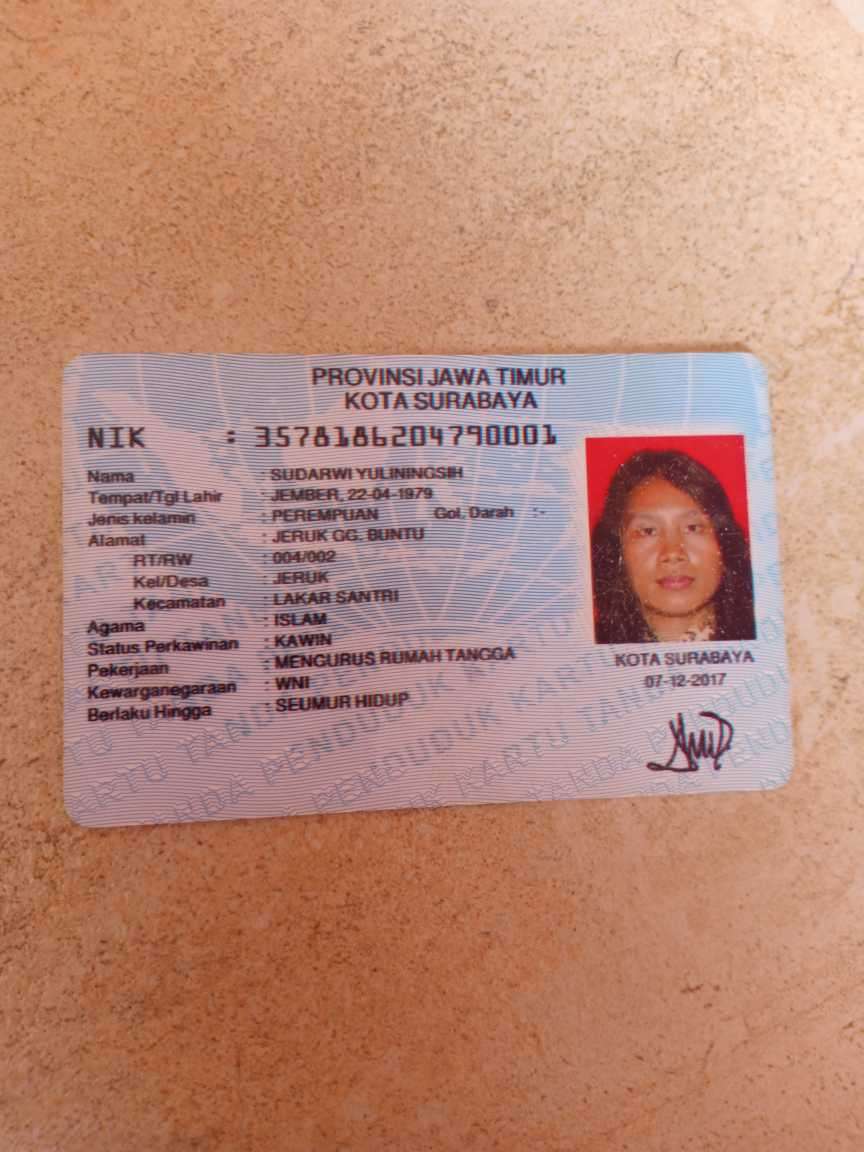 PROVINSI JAWA TIMUR
KOTA SURABAYA
NIK : 3578186204790001
Nama : SUDARWI YULININGSIH
Tempat/Tgl Lahir : JEMBER, 22-04-1979
Jenis kelamin : PEREMPUAN Gol. Darah :-
Alamat : JERUK GG. BUNTU
RT/RW : 004/002
Kel/Desa : JERUK
Kecamatan : LAKAR SANTRI
Agama : ISLAM
Status Perkawinan : KAWIN
Pekerjaan : MENGURUS RUMAH TANGGA
Kewarganegaraan : WNI
Berlaku Hingga : SEUMUR HIDUP
KOTA SURABAYA
07-12-2017
KARTU TANDA PENDUDUK KARTU TANDA PENDUDUK